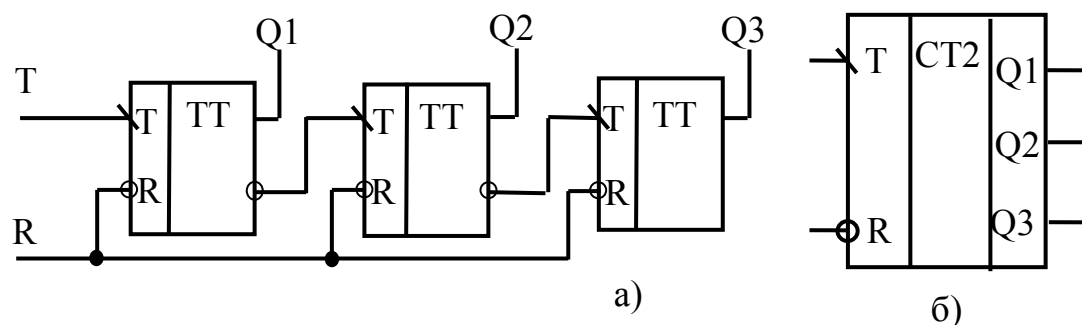 Q1 Q2 Q3
T
T TT T TT T TT
R R R
R
а)
T CT2 Q1
Q2
R Q3
б)